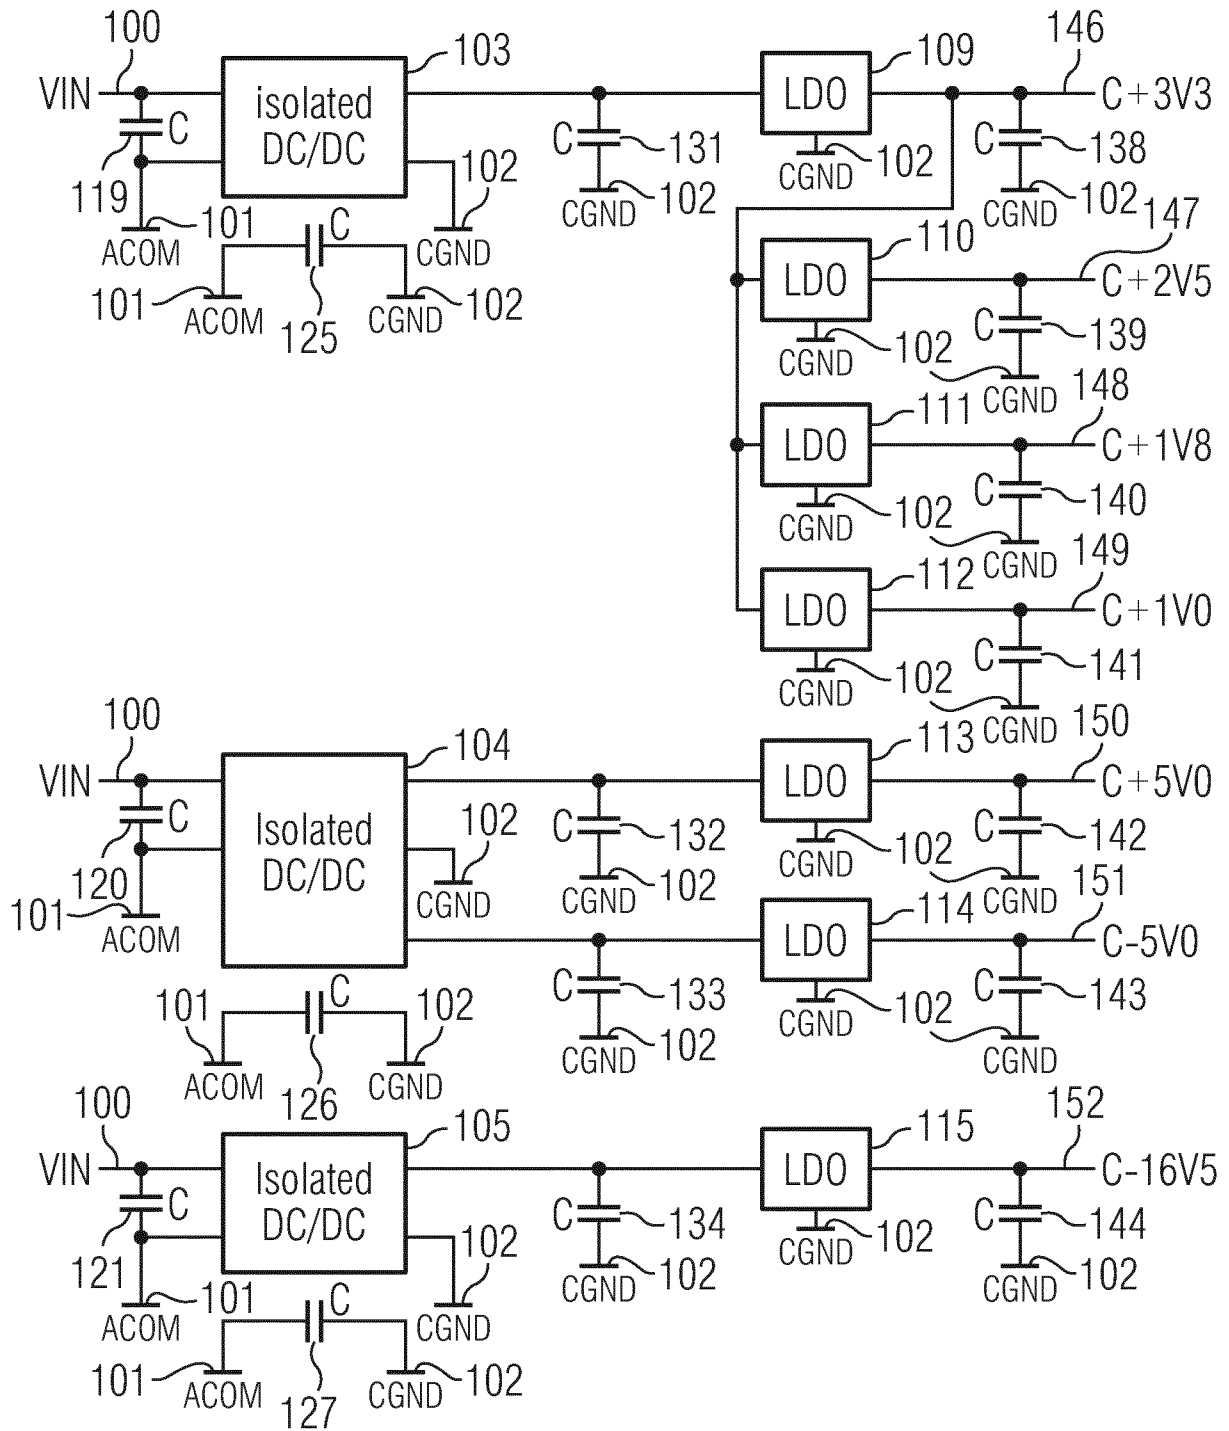 100
VIN
C
119
isolated
DC/DC
103
102
101
ACOM
CGND
C
101
ACOM
125
CGND
102
C
131
102
CGND
LDO
109
102
CGND
146
C+3V3
C
138
102
CGND
147
LDO
110
C+2V5
CGND
102
C
139
CGND
LDO
111
148
C+1V8
CGND
102
C
140
CGND
LDO
112
149
C+1V0
CGND
102
C
141
CGND
100
VIN
C
120
101
ACOM
Isolated
DC/DC
104
102
CGND
C
132
102
CGND
LDO
113
150
C+5V0
CGND
102
C
142
CGND
C
133
102
CGND
LDO
114
151
C-5V0
CGND
102
C
143
CGND
101
ACOM
C
126
102
CGND
100
VIN
C
121
101
ACOM
Isolated
DC/DC
105
102
CGND
C
134
102
CGND
LDO
115
102
CGND
152
C-16V5
C
144
102
CGND
101
ACOM
C
127
CGND
102